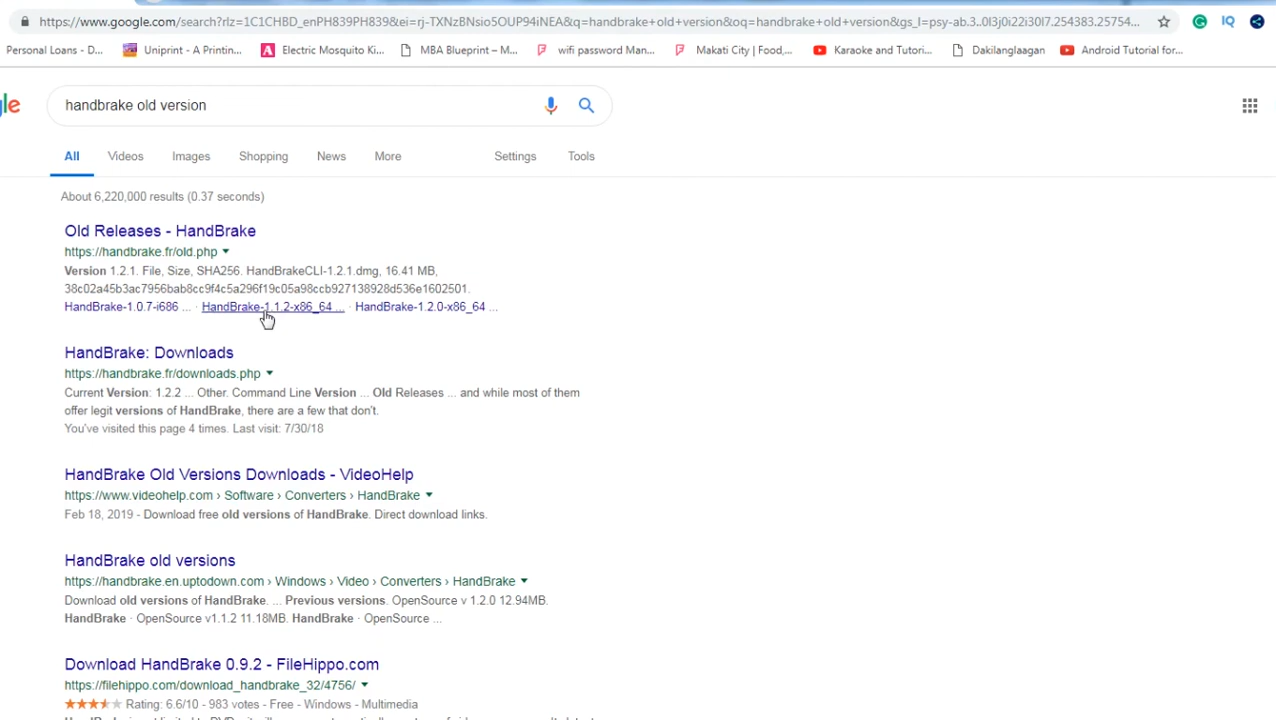 https://www.google.com/search?rlz=1C1CHBD_enPH839PH839&ei=rj-TXNzBNsio5OUP94iNEA&q=handbrake+old+version&oq=handbrake+old+version&gs_l=psy-ab.3..0l3j0i22i30l7.254383.25754...
Personal Loans - D... Uniprint - A Printin... Electric Mosquito Ki... MBA Blueprint – M... wifi password Man... Makati City | Food,... Karaoke and Tutori... Dakilanglaagan Android Tutorial for...
handbrake old version
All Videos Images Shopping News More Settings Tools
About 6,220,000 results (0.37 seconds)
Old Releases - HandBrake
https://handbrake.fr/old.php
Version 1.2.1. File, Size, SHA256. HandBrakeCLI-1.2.1.dmg, 16.41 MB,
38c02a45b3ac7956bab8cc9f4c5a296f19c05a98ccb927138928d536e1602501.
HandBrake-1.0.7-i686 ... · HandBrake-1.1.2-x86_64 ... · HandBrake-1.2.0-x86_64 ...
HandBrake: Downloads
https://handbrake.fr/downloads.php
Current Version: 1.2.2 ... Other. Command Line Version ... Old Releases ... and while most of them
offer legit versions of HandBrake, there are a few that don't.
You've visited this page 4 times. Last visit: 7/30/18
HandBrake Old Versions Downloads - VideoHelp
https://www.videohelp.com › Software › Converters › HandBrake
Feb 18, 2019 - Download free old versions of HandBrake. Direct download links.
HandBrake old versions
https://handbrake.en.uptodown.com › Windows › Video › Converters › HandBrake
Download old versions of HandBrake. ... Previous versions. OpenSource v 1.2.0 12.94MB.
HandBrake · OpenSource v1.1.2 11.18MB. HandBrake · OpenSource ...
Download HandBrake 0.9.2 - FileHippo.com
https://filehippo.com/download_handbrake_32/4756/
Rating: 6.6/10 - 983 votes - Free - Windows - Multimedia